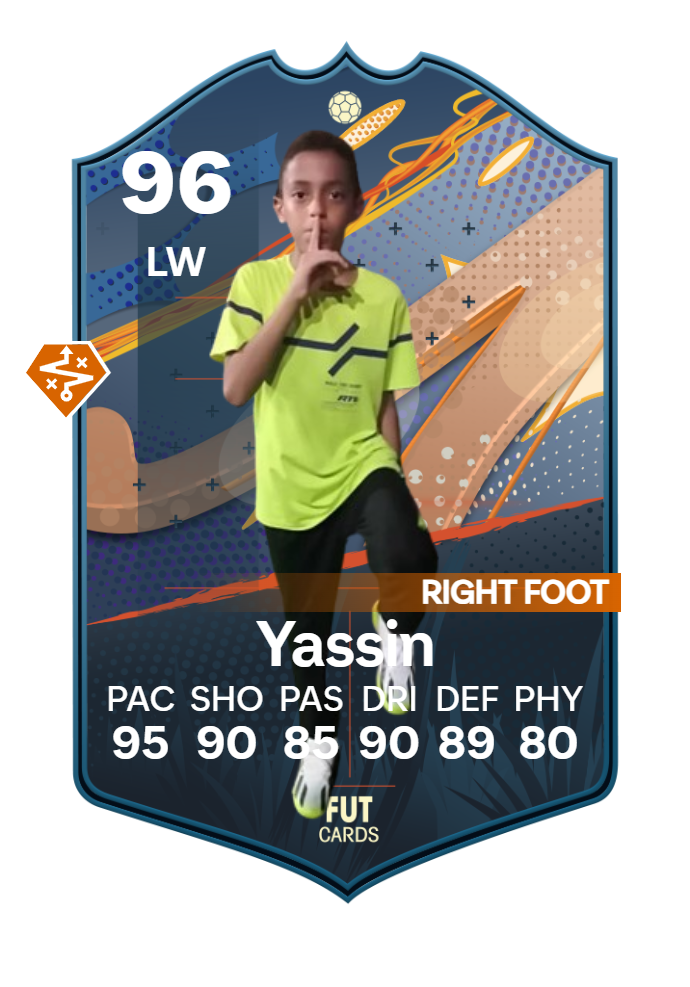 96
LW
RIGHT FOOT
Yassin
PAC SHO PAS DRI DEF PHY
95 90 85 90 89 80
FUT
CARDS